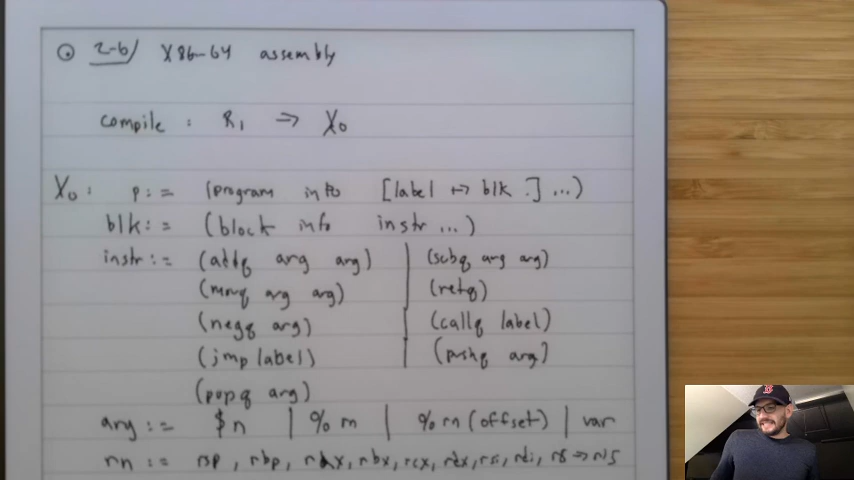 ⊙ 2-6/ X86-64 assembly
compile : R₁ ⇒ X₀
X₀: p:= (program info [label ↦ blk .] ...)
blk:= (block info instr ...)
instr:= (addq arg arg) | (subq arg arg)
(movq arg arg) | (retq)
(negq arg) | (callq label)
(jmp label) | (pushq arg)
(popq arg)
arg := $n | %rn | %rn(offset) | var
rn := rsp, rbp, rax, rbx, rcx, rdx, rsi, rdi, r8 → r15